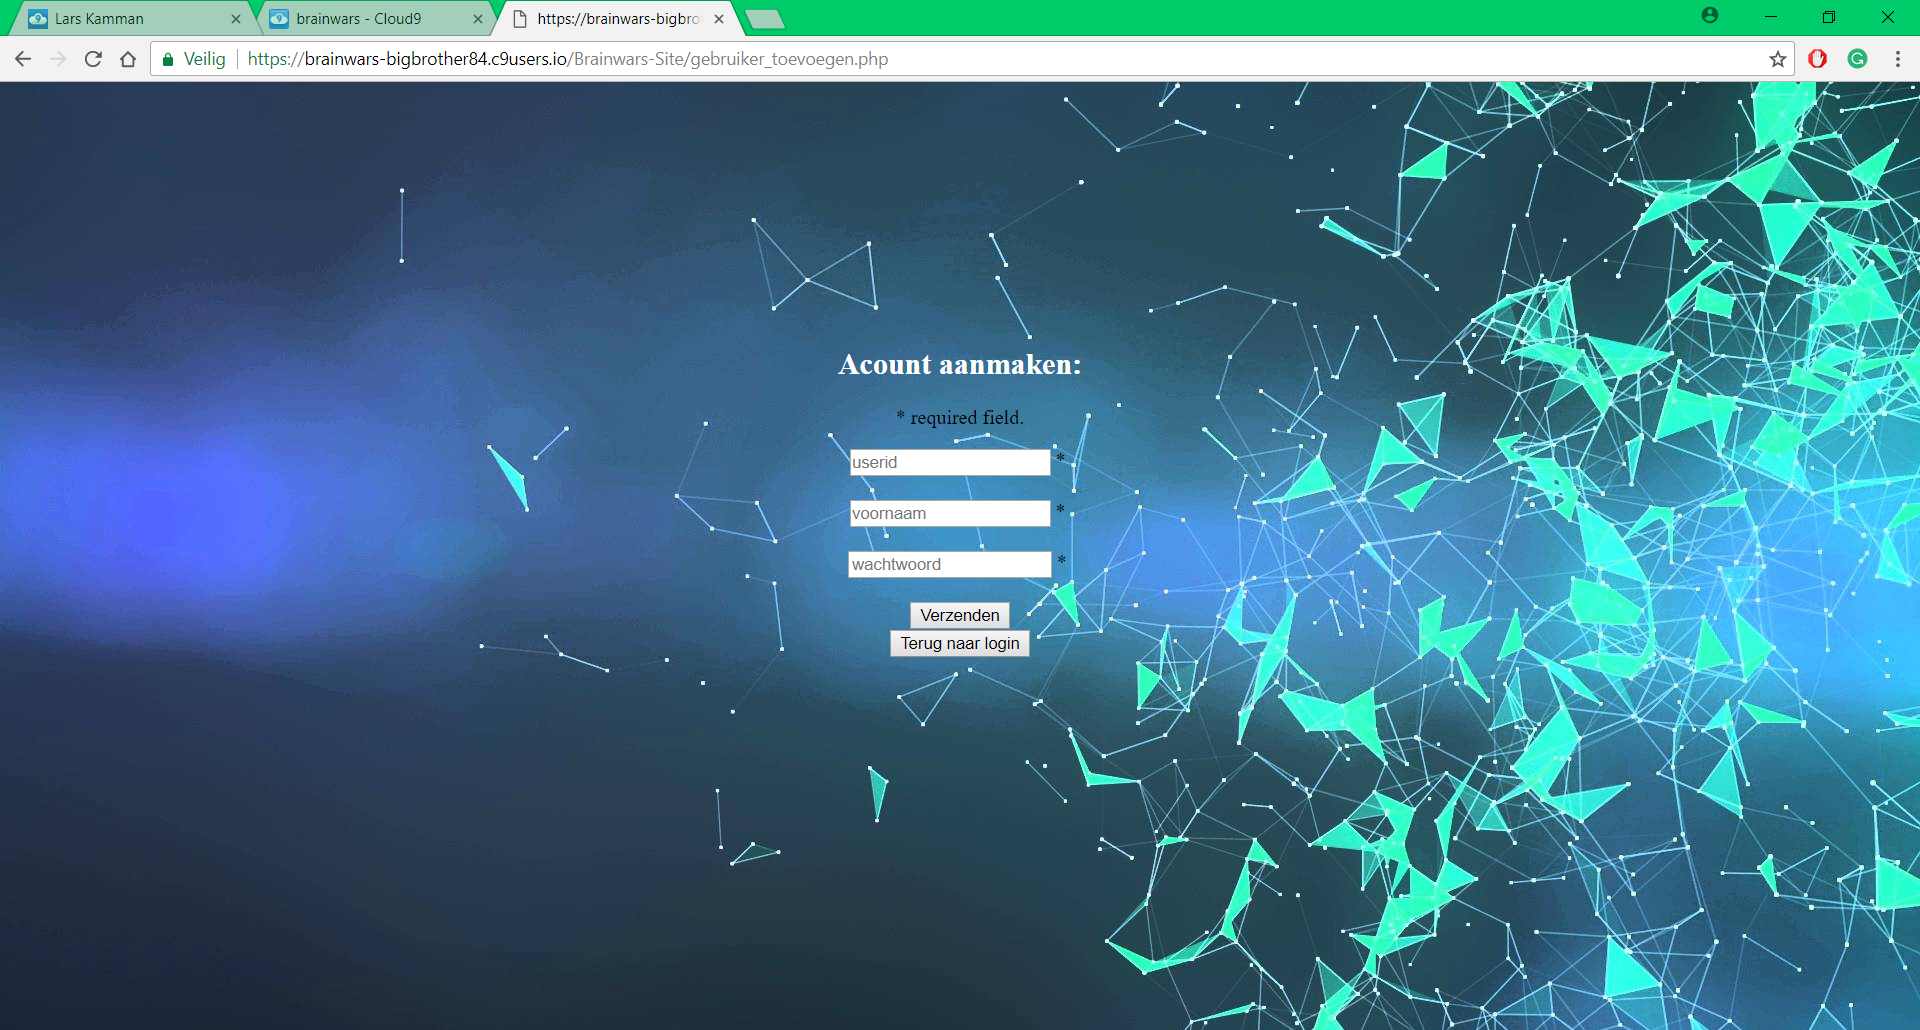 Lars Kamman
brainwars - Cloud9
https://brainwars-bigbrot
Veilig
https://brainwars-bigbrother84.c9users.io/Brainwars-Site/gebruiker_toevoegen.php
Acount aanmaken:
* required field.
userid *
voornaam *
wachtwoord *
Verzenden
Terug naar login